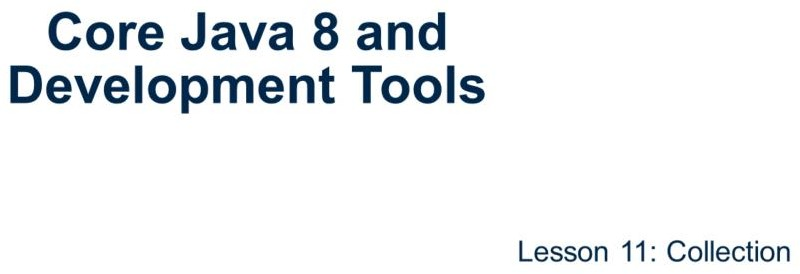 Core Java 8 and
Development Tools
Lesson 11: Collection